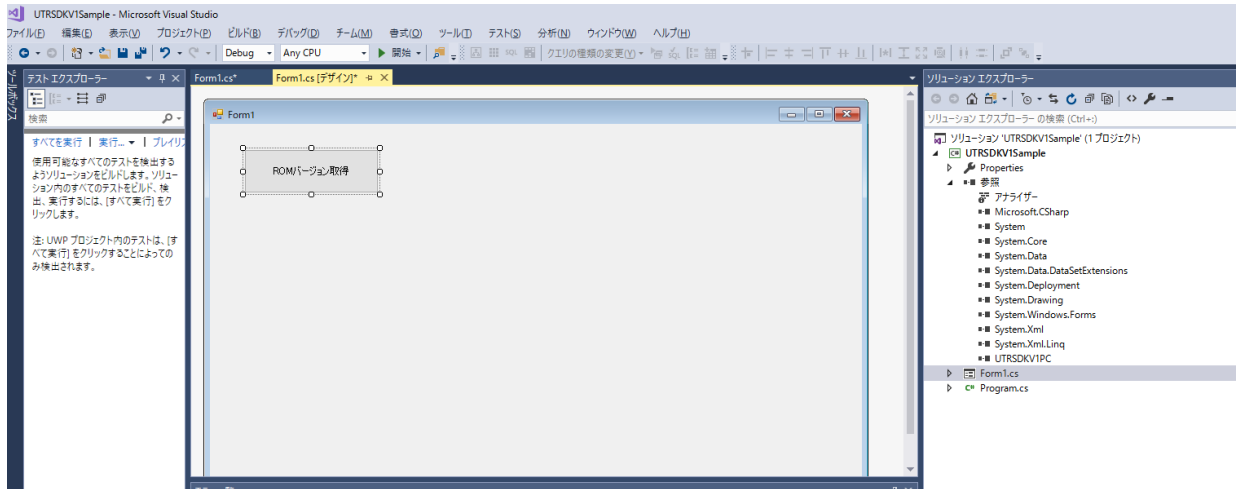 UTRSDKV1Sample - Microsoft Visual Studio
ファイル(F) 編集(E) 表示(V) プロジェクト(P) ビルド(B) デバッグ(D) チーム(M) 書式(O) ツール(T) テスト(S) 分析(N) ウィンドウ(W) ヘルプ(H)
Debug Any CPU 開始 クエリの種類の変更(Y)
ツールボックス
テスト エクスプローラー
検索
すべてを実行 | 実行... | プレイリス
使用可能なすべてのテストを検出する
ようソリューションをビルドします。ソリュー
ション内のすべてのテストをビルド、検
出、実行するには、[すべて実行] をク
リックします。
注: UWP プロジェクト内のテストは、[す
べて実行] をクリックすることによっての
み検出されます。
Form1.cs* Form1.cs [デザイン]*
Form1
ROMバージョン取得
ソリューション エクスプローラー
ソリューション エクスプローラー の検索 (Ctrl+:)
ソリューション 'UTRSDKV1Sample' (1 プロジェクト)
C# UTRSDKV1Sample
Properties
参照
アナライザー
Microsoft.CSharp
System
System.Core
System.Data
System.Data.DataSetExtensions
System.Deployment
System.Drawing
System.Windows.Forms
System.Xml
System.Xml.Linq
UTRSDKV1PC
Form1.cs
C# Program.cs